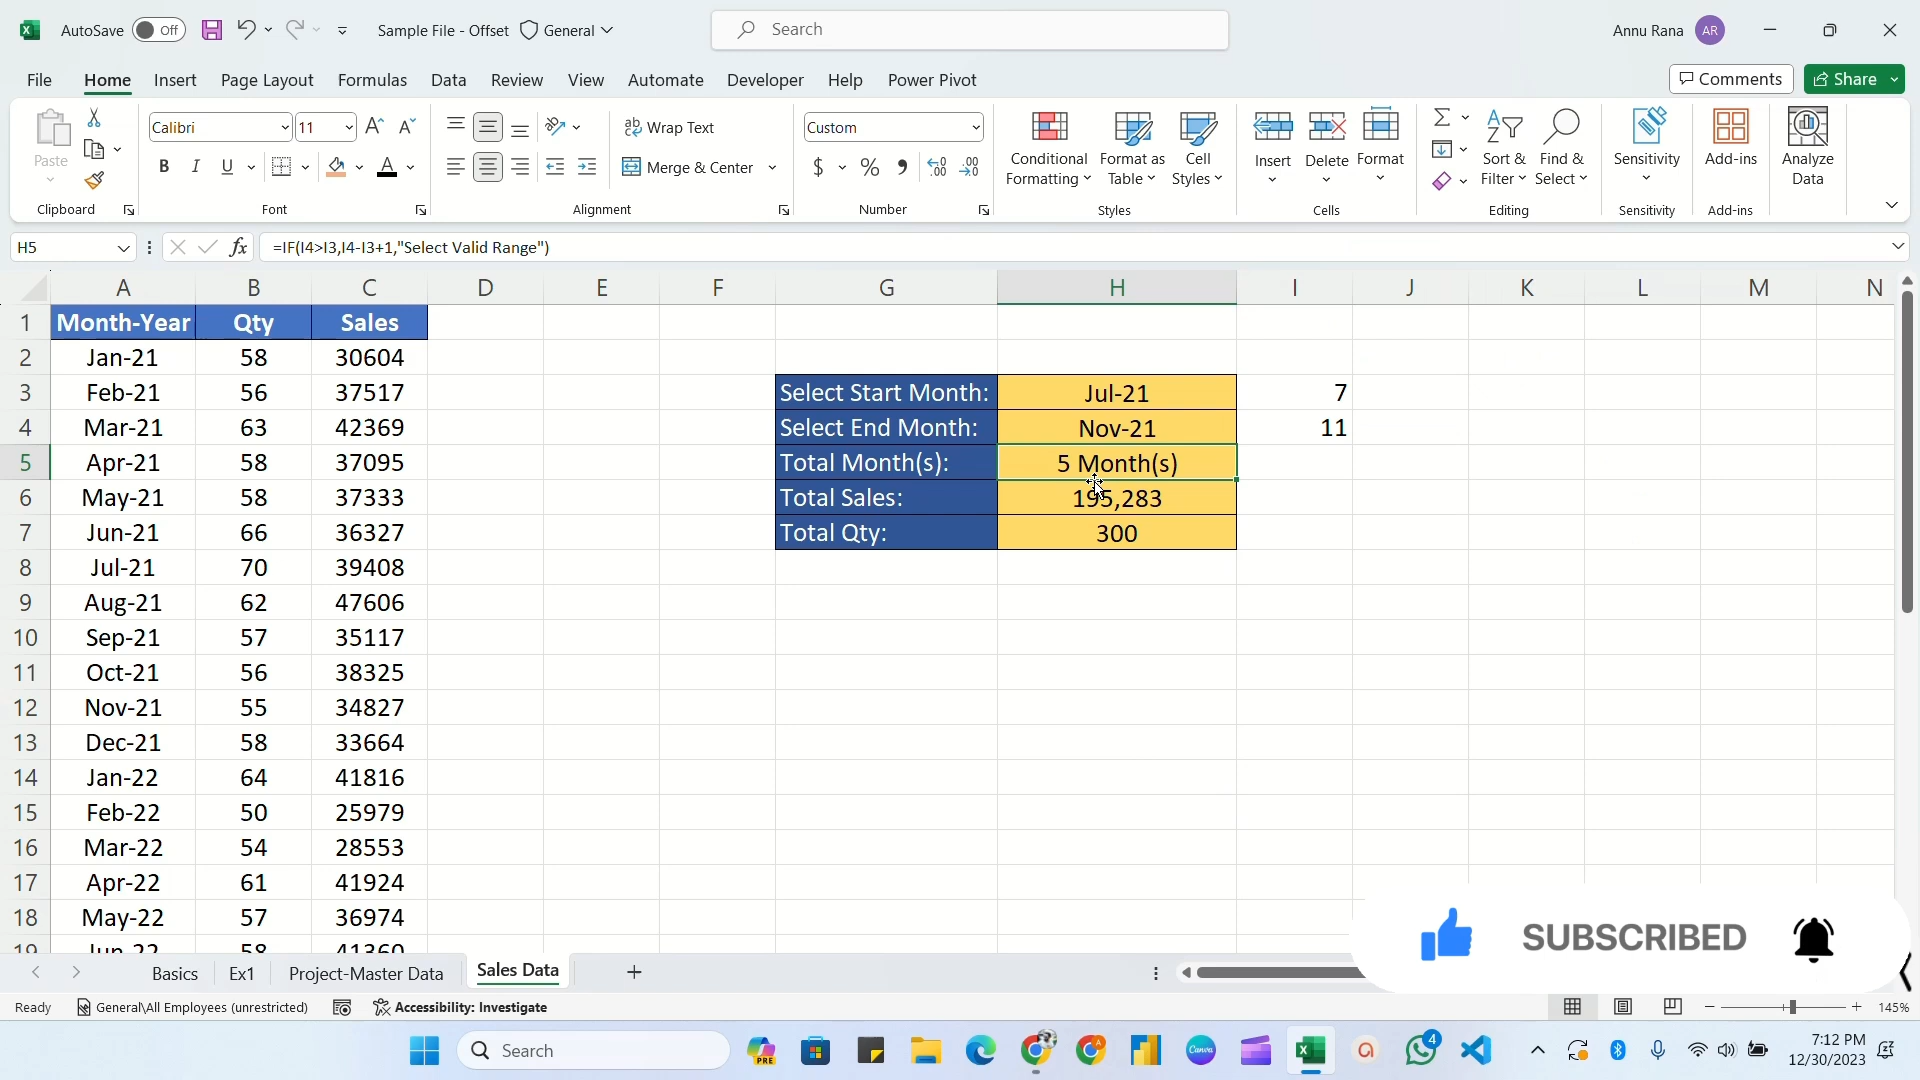 AutoSave Off Sample File - Offset General Search Annu Rana AR
File Home Insert Page Layout Formulas Data Review View Automate Developer Help Power Pivot Comments Share
Calibri 11 Wrap Text Custom
Paste B I U A Merge & Center $ % Conditional Formatting Format as Table Cell Styles Insert Delete Format Sort & Filter Find & Select Sensitivity Add-ins Analyze Data
Clipboard Font Alignment Number Styles Cells Editing Sensitivity Add-ins
H5 fx =IF(I4>I3,I4-I3+1,"Select Valid Range")
A B C D E F G H I J K L M N
1 Month-Year Qty Sales
2 Jan-21 58 30604
3 Feb-21 56 37517 Select Start Month: Jul-21 7
4 Mar-21 63 42369 Select End Month: Nov-21 11
5 Apr-21 58 37095 Total Month(s): 5 Month(s)
6 May-21 58 37333 Total Sales: 195,283
7 Jun-21 66 36327 Total Qty: 300
8 Jul-21 70 39408
9 Aug-21 62 47606
10 Sep-21 57 35117
11 Oct-21 56 38325
12 Nov-21 55 34827
13 Dec-21 58 33664
14 Jan-22 64 41816
15 Feb-22 50 25979
16 Mar-22 54 28553
17 Apr-22 61 41924
18 May-22 57 36974
19 Jun-22 58 41360
SUBSCRIBED
Basics Ex1 Project-Master Data Sales Data
Ready General\All Employees (unrestricted) Accessibility: Investigate 145%
Search PRE Canva 4 7:12 PM
12/30/2023